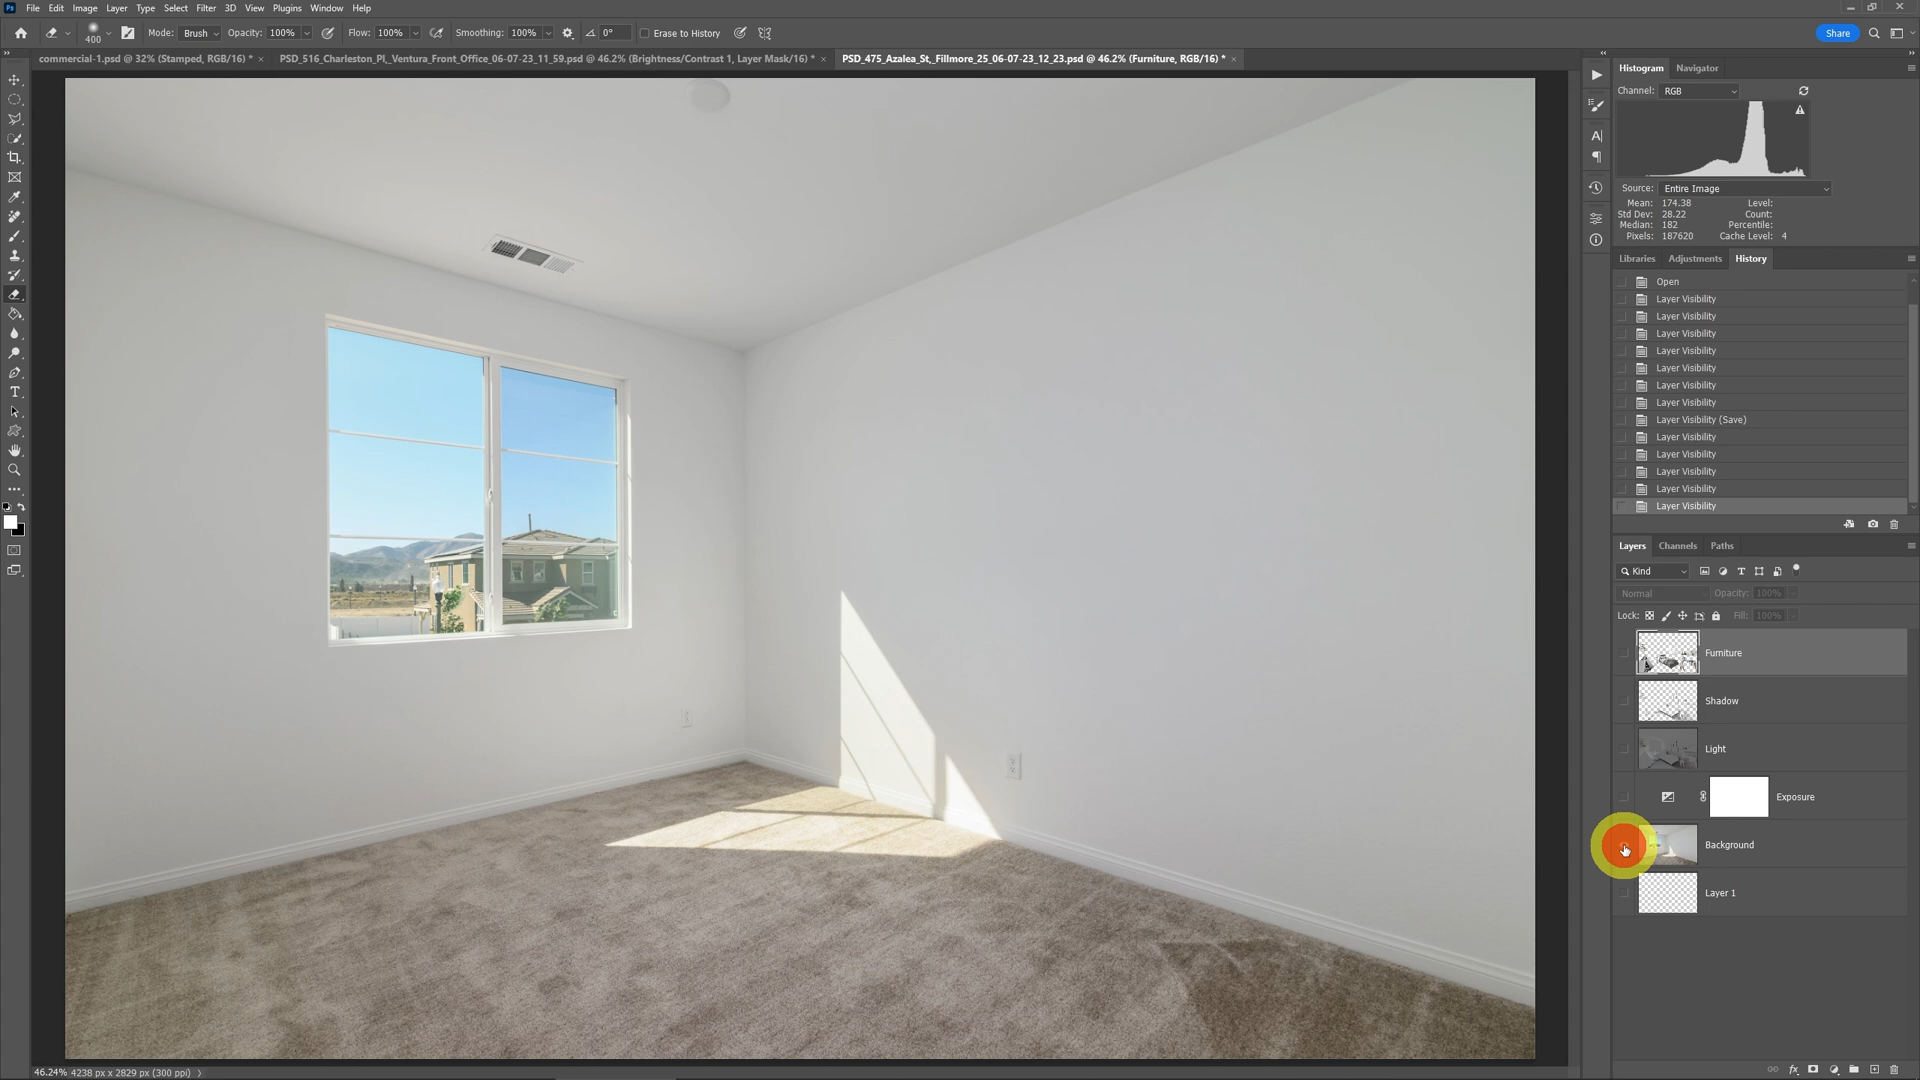 Ps File Edit Image Layer Type Select Filter 3D View Plugins Window Help
400 Mode: Brush Opacity: 100% Flow: 100% Smoothing: 100% 0° Erase to History Share
commercial-1.psd @ 32% (Stamped, RGB/16) * × PSD_516_Charleston_Pl,_Ventura_Front_Office_06-07-23_11_59.psd @ 46.2% (Brightness/Contrast 1, Layer Mask/16) * × PSD_475_Azalea_St,_Fillmore_25_06-07-23_12_23.psd @ 46.2% (Furniture, RGB/16) * ×
Histogram Navigator
Channel: RGB
Source: Entire Image
Mean: 174.38 Level:
Std Dev: 28.22 Count:
Median: 182 Percentile:
Pixels: 187620 Cache Level: 4
Libraries Adjustments History
Open
Layer Visibility
Layer Visibility
Layer Visibility
Layer Visibility
Layer Visibility
Layer Visibility
Layer Visibility
Layer Visibility (Save)
Layer Visibility
Layer Visibility
Layer Visibility
Layer Visibility
Layer Visibility
Layers Channels Paths
Kind
Normal Opacity: 100%
Lock: Fill: 100%
Furniture
Shadow
Light
Exposure
Background
Layer 1
46.24% 4238 px x 2829 px (300 ppi)